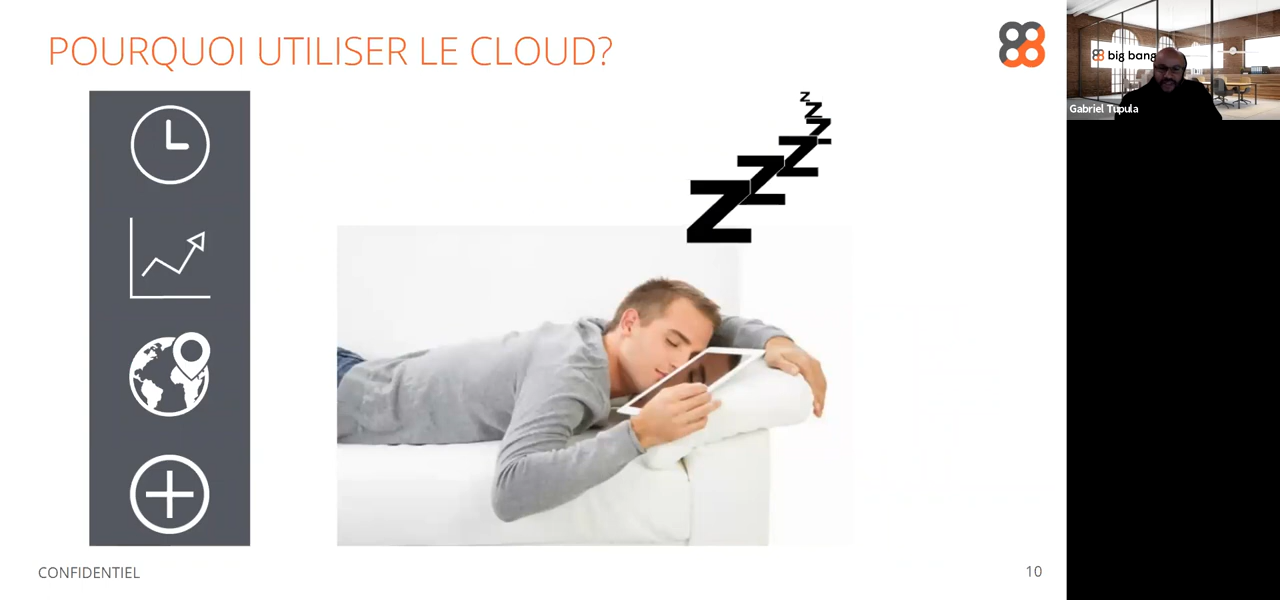 POURQUOI UTILISER LE CLOUD?
big bang
Gabriel Tupula
z
z
z
z
z
z
CONFIDENTIEL
10